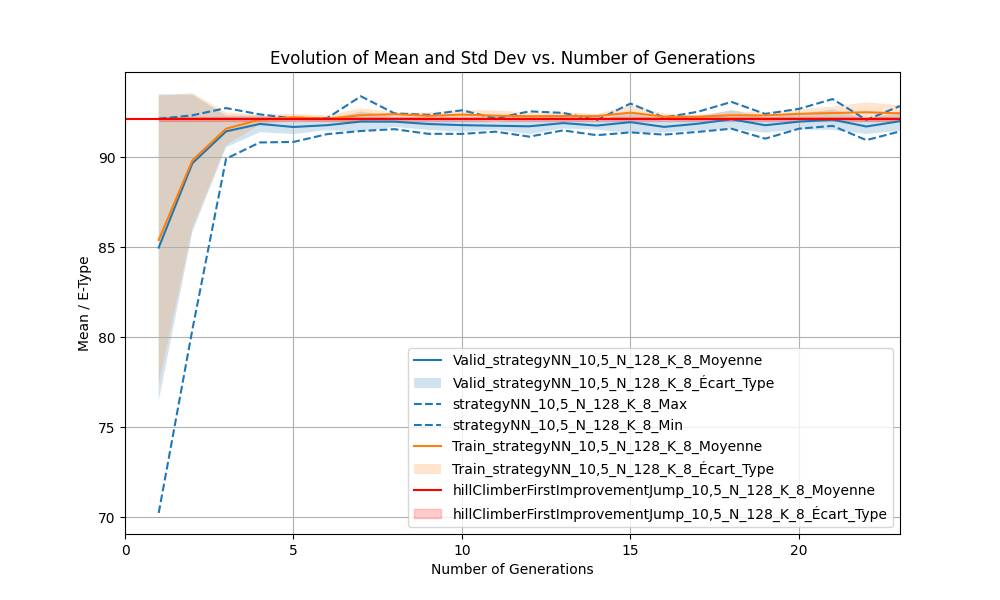 Evolution of Mean and Std Dev vs. Number of Generations
Mean / E-Type
90
85
80
75
70
Valid_strategyNN_10,5_N_128_K_8_Moyenne
Valid_strategyNN_10,5_N_128_K_8_Écart_Type
strategyNN_10,5_N_128_K_8_Max
strategyNN_10,5_N_128_K_8_Min
Train_strategyNN_10,5_N_128_K_8_Moyenne
Train_strategyNN_10,5_N_128_K_8_Écart_Type
hillClimberFirstImprovementJump_10,5_N_128_K_8_Moyenne
hillClimberFirstImprovementJump_10,5_N_128_K_8_Écart_Type
0 5 10 15 20
Number of Generations